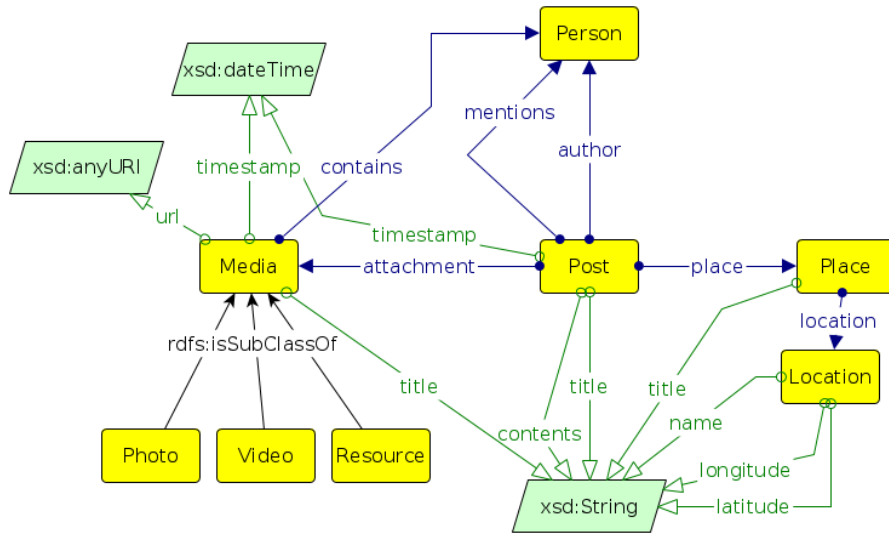 Person
xsd:dateTime
mentions
author
timestamp
contains
xsd:anyURI
url
timestamp
Media
attachment
Post
place
Place
location
rdfs:isSubClassOf
title
title
title
Location
name
contents
Photo
Video
Resource
longitude
xsd:String
latitude